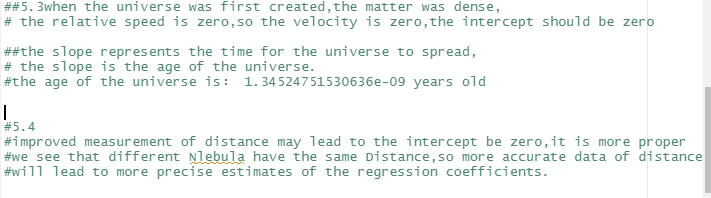 ##5.3when the universe was first created,the matter was dense,
# the relative speed is zero,so the velocity is zero,the intercept should be zero
##the slope represents the time for the universe to spread,
# the slope is the age of the universe.
#the age of the universe is: 1.34524751530636e-09 years old
#5.4
#improved measurement of distance may lead to the intercept be zero,it is more proper
#we see that different Nlebula have the same Distance,so more accurate data of distance
#will lead to more precise estimates of the regression coefficients.